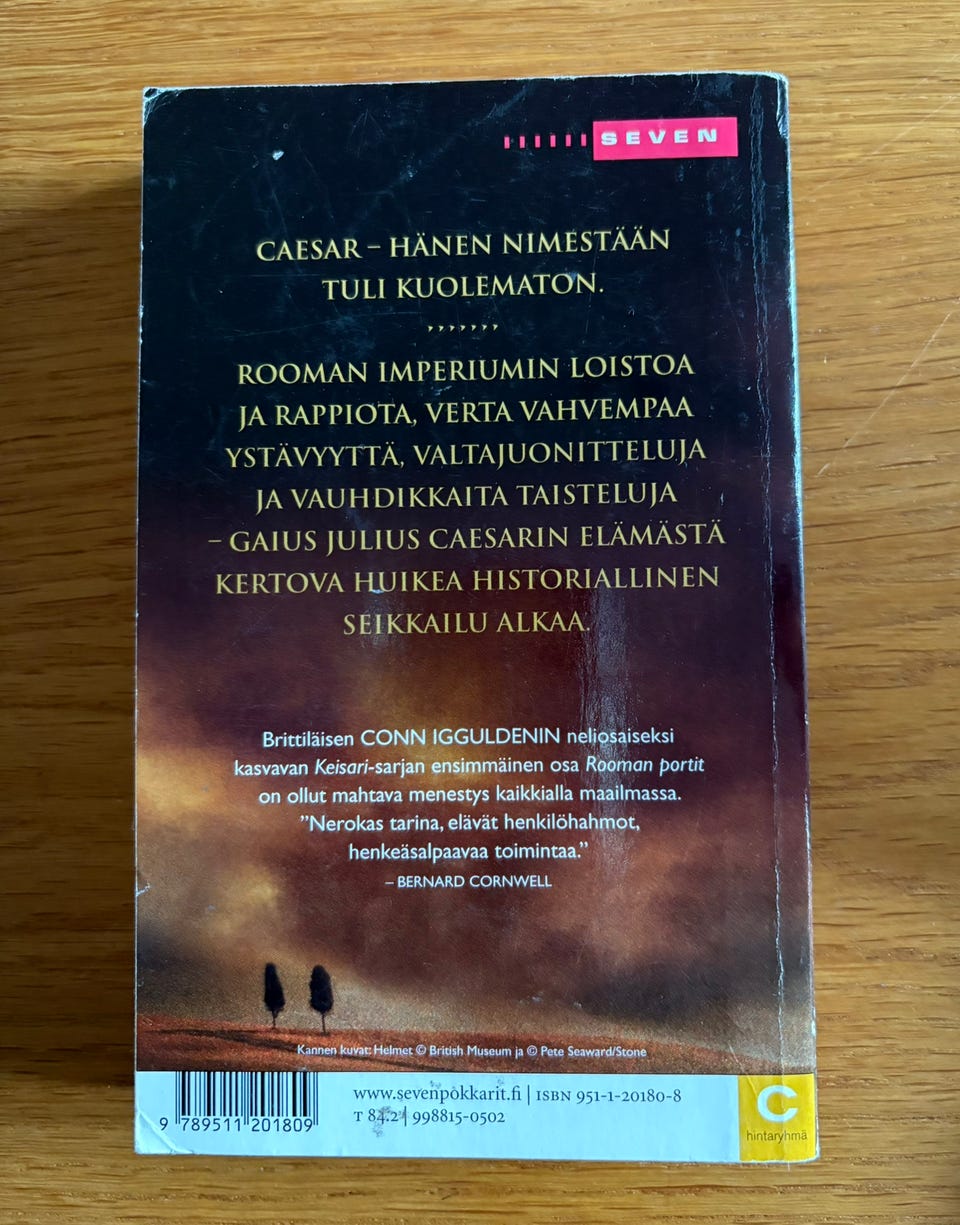 SEVEN
CAESAR – HÄNEN NIMESTÄÄN
TULI KUOLEMATON.
,,,,,,,
ROOMAN IMPERIUMIN LOISTOA
JA RAPPIOTA, VERTA VAHVEMPAA
YSTÄVYYTTÄ, VALTAJUONITTELUJA
JA VAUHDIKKAITA TAISTELUJA
– GAIUS JULIUS CAESARIN ELÄMÄSTÄ
KERTOVA HUIKEA HISTORIALLINEN
SEIKKAILU ALKAA.
Brittiläisen CONN IGGULDENIN neliosaiseksi
kasvavan Keisari-sarjan ensimmäinen osa Rooman portit
on ollut mahtava menestys kaikkialla maailmassa.
”Nerokas tarina, elävät henkilöhahmot,
henkeäsalpaavaa toimintaa.”
– BERNARD CORNWELL
Kannen kuvat: Helmet © British Museum ja © Pete Seaward/Stone
www.sevenpokkarit.fi | ISBN 951-1-20180-8
T 84.2 | 998815-0502
9 789511 201809
C
hintaryhmä